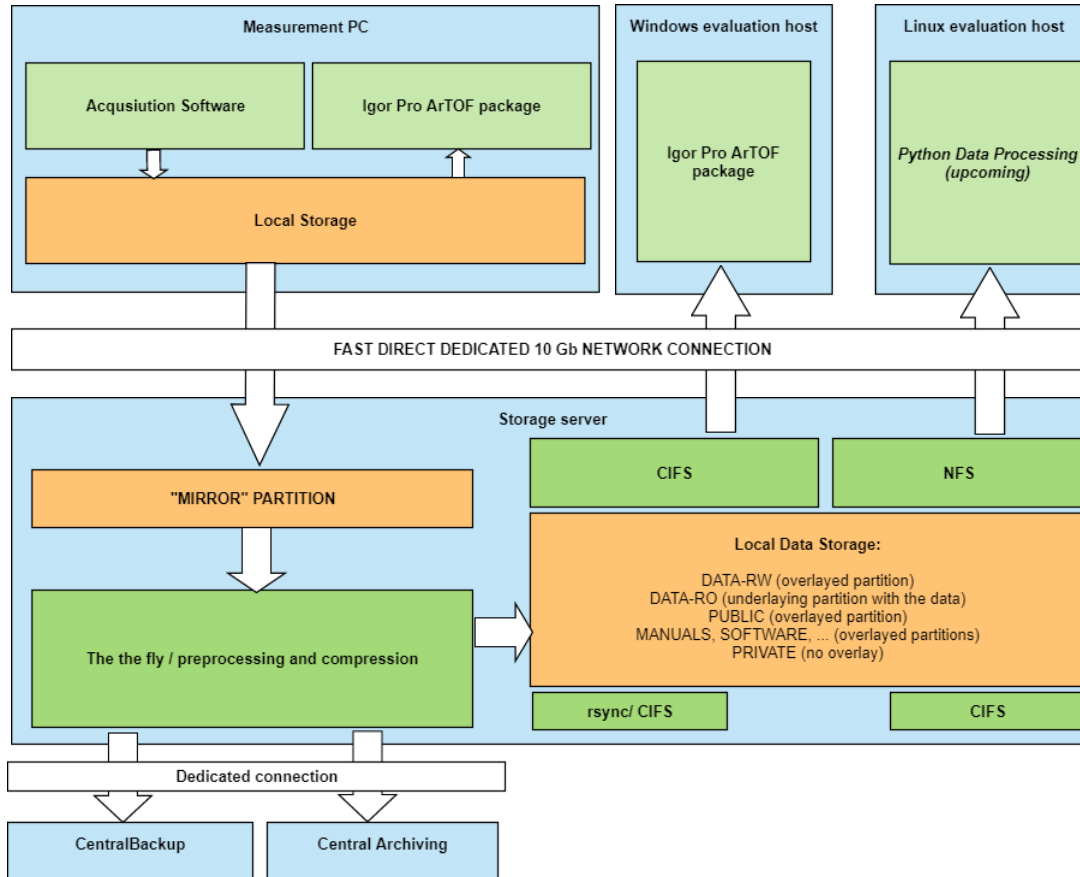 Measurement PC
Acqusiution Software
Igor Pro ArTOF package
Local Storage
Windows evaluation host
Igor Pro ArTOF
package
Linux evaluation host
Python Data Processing
(upcoming)
FAST DIRECT DEDICATED 10 Gb NETWORK CONNECTION
Storage server
"MIRROR" PARTITION
The the fly / preprocessing and compression
CIFS
NFS
Local Data Storage:
DATA-RW (overlayed partition)
DATA-RO (underlaying partition with the data)
PUBLIC (overlayed partition)
MANUALS, SOFTWARE, ... (overlayed partitions)
PRIVATE (no overlay)
rsync/ CIFS
CIFS
Dedicated connection
CentralBackup
Central Archiving